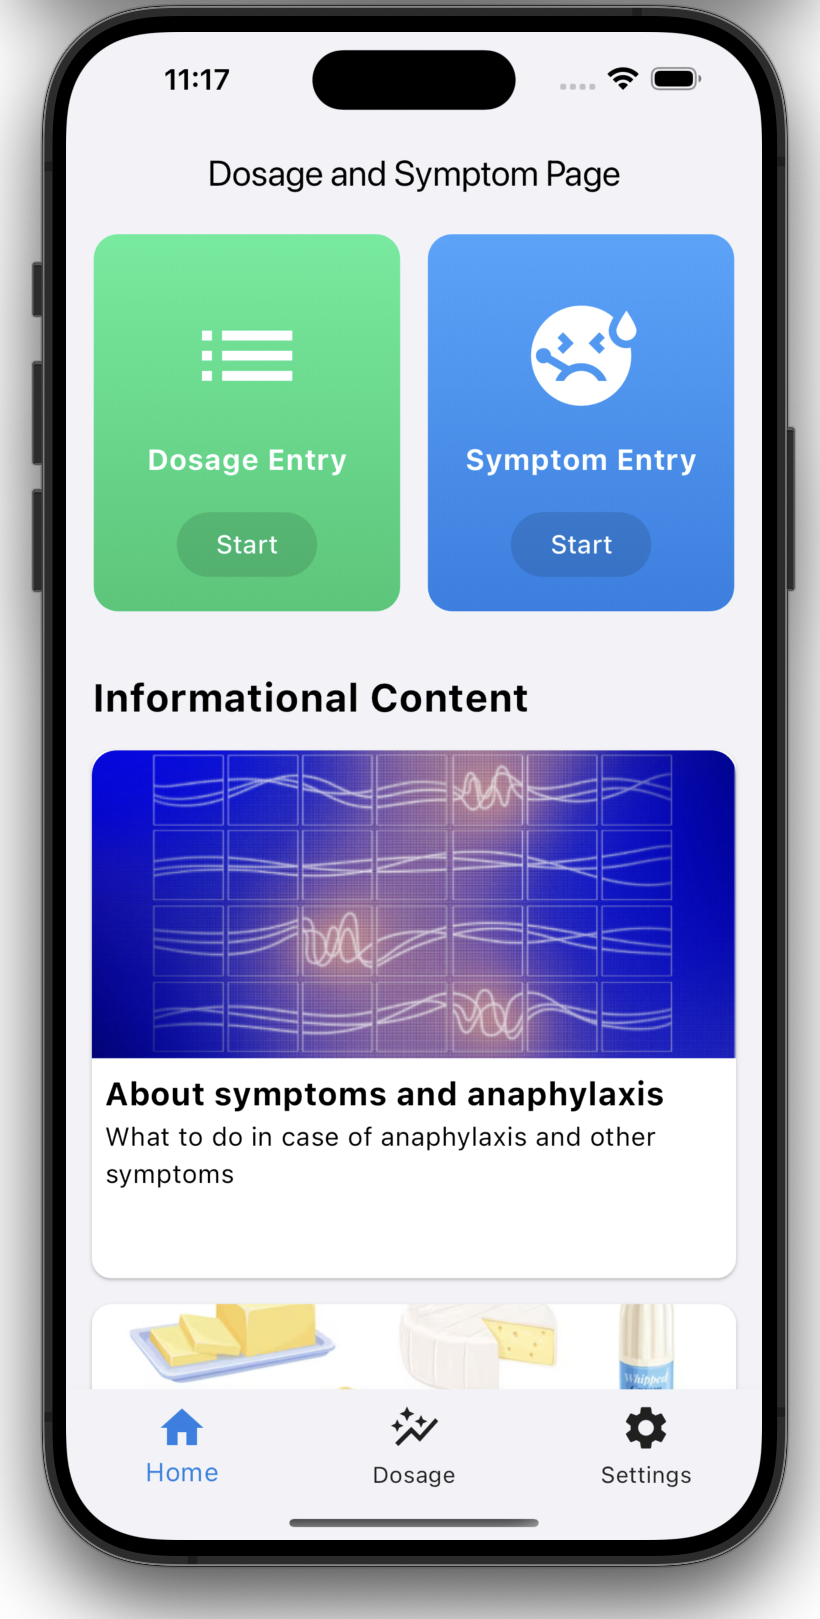 11:17
Dosage and Symptom Page
Dosage Entry
Symptom Entry
Start
Start
Informational Content
About symptoms and anaphylaxis
What to do in case of anaphylaxis and other
symptoms
Whipped
Home
Dosage
Settings